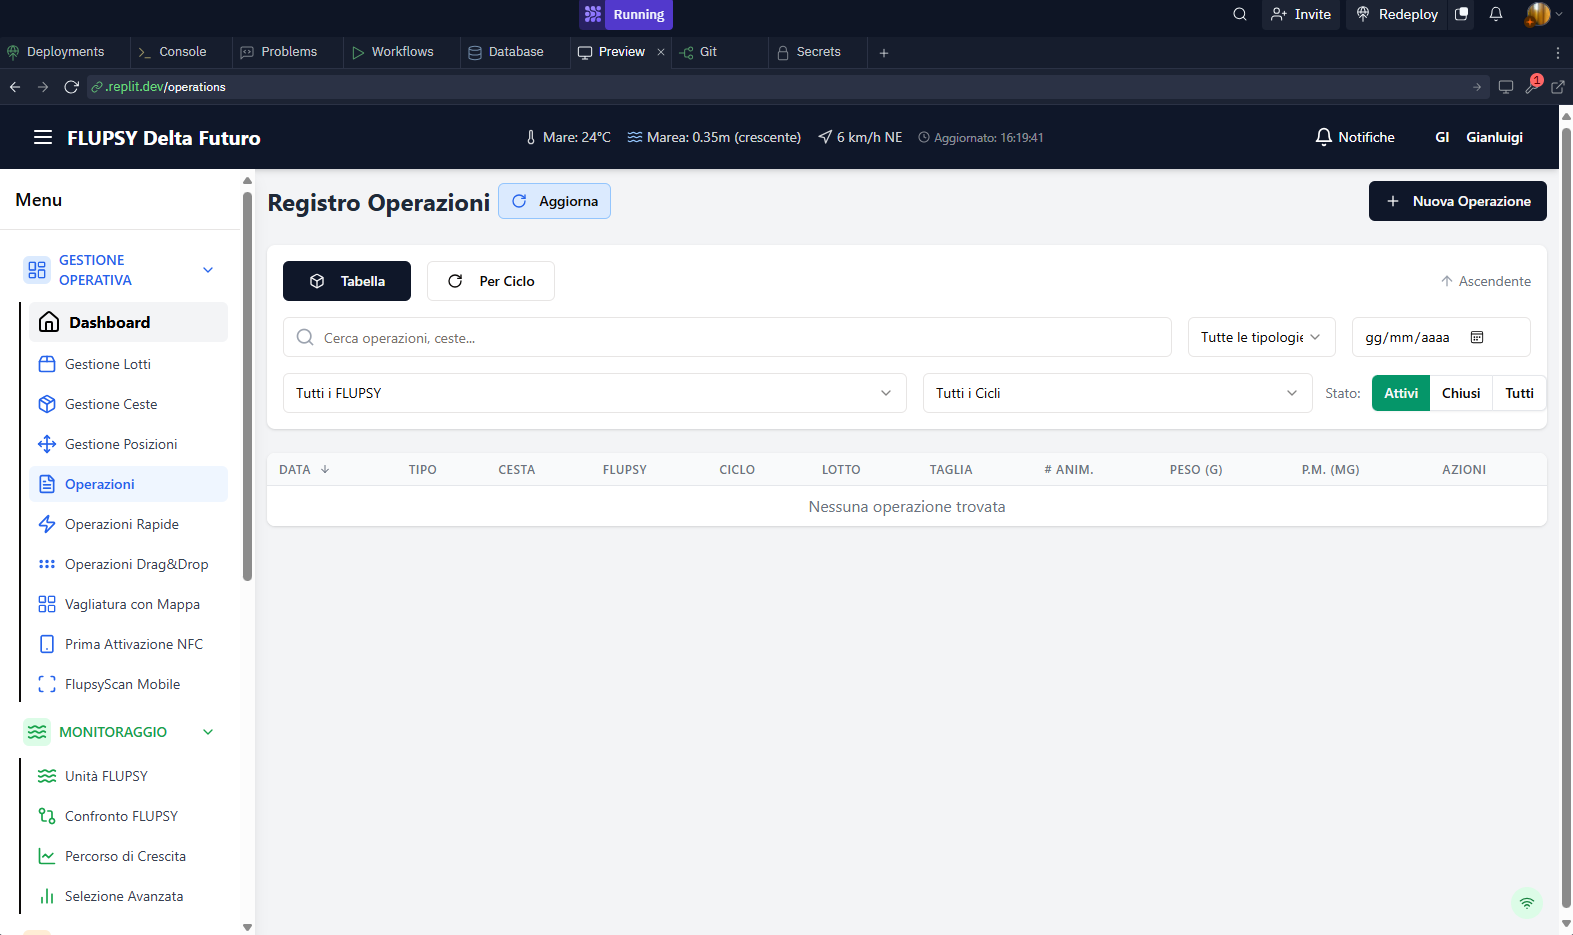 Running
Invite
Redeploy
Deployments
Console
Problems
Workflows
Database
Preview
Git
Secrets
.replit.dev/operations
1
FLUPSY Delta Futuro
Mare: 24°C
Marea: 0.35m (crescente)
6 km/h NE
Aggiornato: 16:19:41
Notifiche
GI
Gianluigi
Menu
GESTIONE
OPERATIVA
Dashboard
Gestione Lotti
Gestione Ceste
Gestione Posizioni
Operazioni
Operazioni Rapide
Operazioni Drag&Drop
Vagliatura con Mappa
Prima Attivazione NFC
FlupsyScan Mobile
MONITORAGGIO
Unità FLUPSY
Confronto FLUPSY
Percorso di Crescita
Selezione Avanzata
Registro Operazioni
Aggiorna
Nuova Operazione
Tabella
Per Ciclo
Ascendente
Cerca operazioni, ceste...
Tutte le tipologie
gg/mm/aaaa
Tutti i FLUPSY
Tutti i Cicli
Stato:
Attivi
Chiusi
Tutti
DATA
TIPO
CESTA
FLUPSY
CICLO
LOTTO
TAGLIA
# ANIM.
PESO (G)
P.M. (MG)
AZIONI
Nessuna operazione trovata